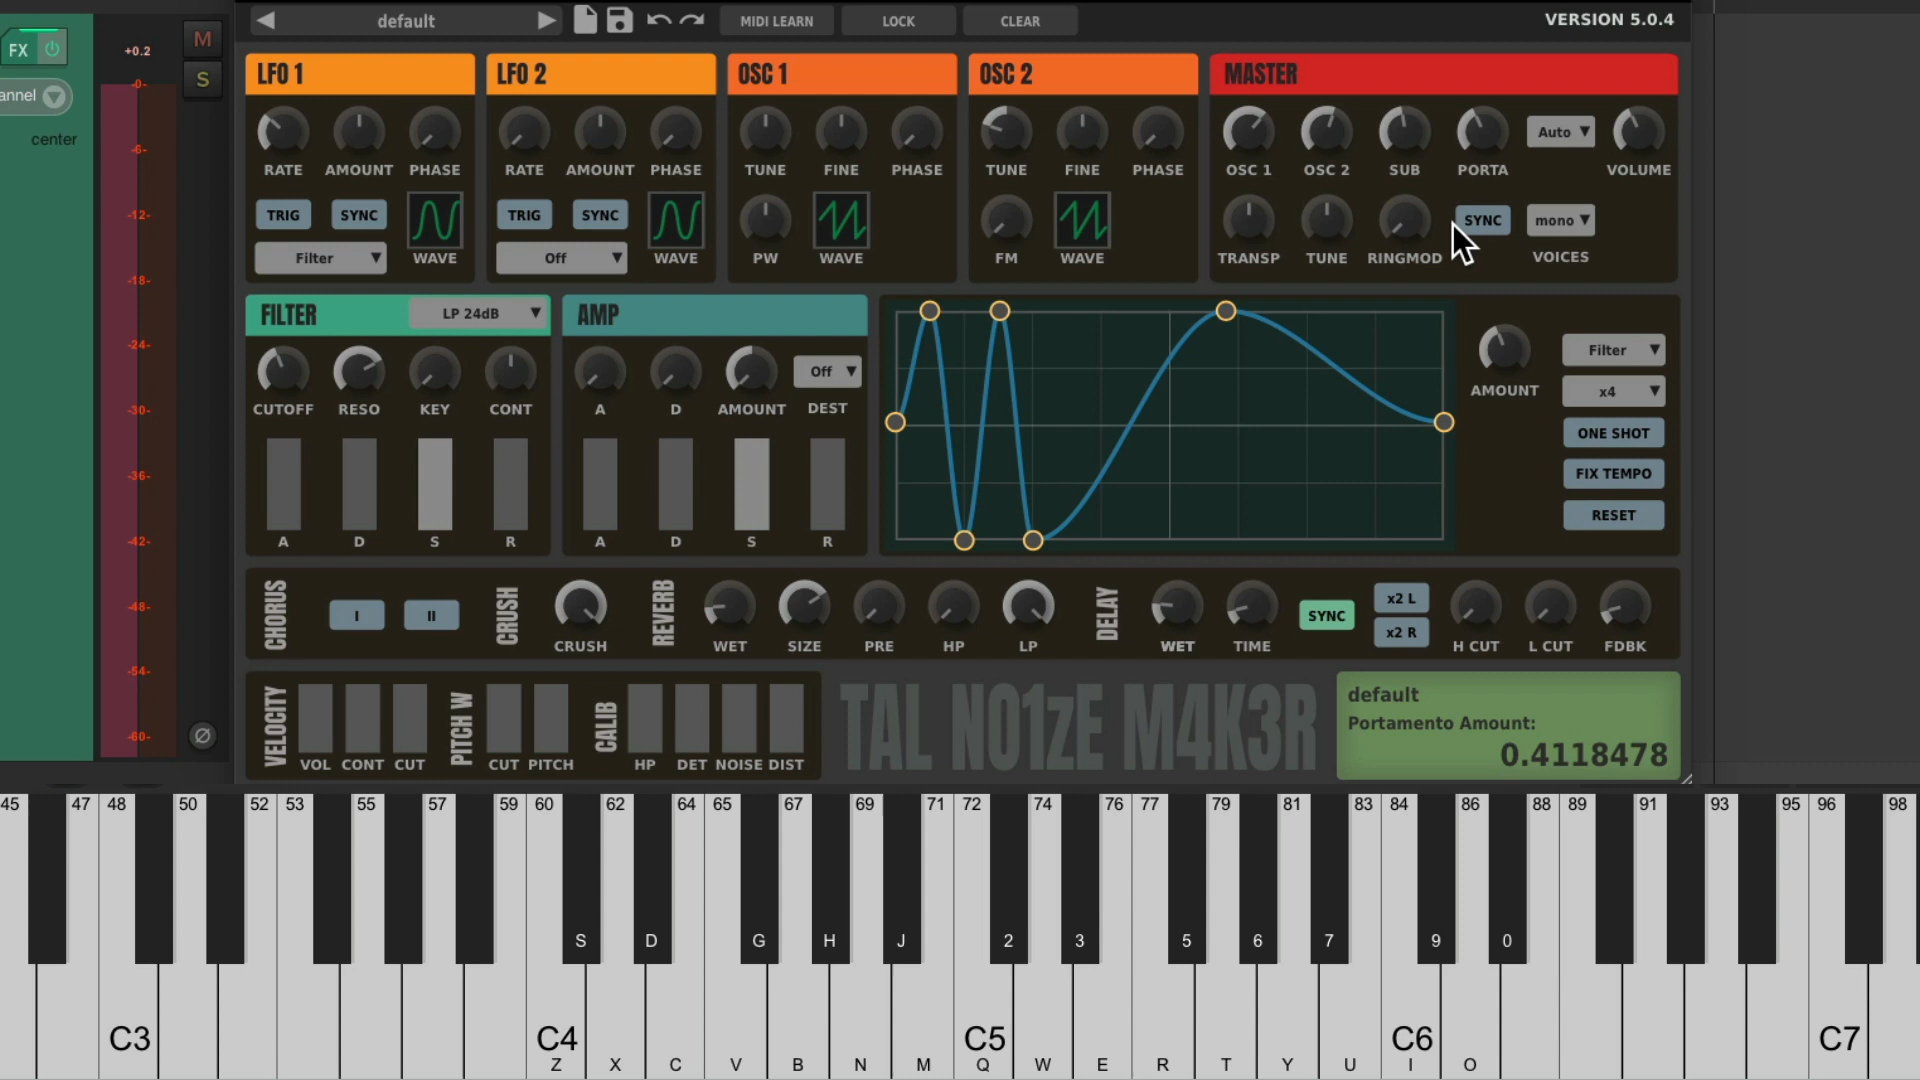 default
MIDI LEARN
LOCK
CLEAR
VERSION 5.0.4
FX
+0.2
M
S
annel
center
-0-
-6-
-12-
-18-
-24-
-30-
-36-
-42-
-48-
-54-
-60-
LFO 1
RATE AMOUNT PHASE
TRIG SYNC
Filter WAVE
LFO 2
RATE AMOUNT PHASE
TRIG SYNC
Off WAVE
OSC 1
TUNE FINE PHASE
PW WAVE
OSC 2
TUNE FINE PHASE
FM WAVE
MASTER
Auto
OSC 1 OSC 2 SUB PORTA VOLUME
SYNC mono
TRANSP TUNE RINGMOD VOICES
FILTER LP 24dB
CUTOFF RESO KEY CONT
A D S R
AMP
Off
A D AMOUNT DEST
A D S R
AMOUNT
Filter
x4
ONE SHOT
FIX TEMPO
RESET
CHORUS
I II
CRUSH
CRUSH
REVERB
WET SIZE PRE HP LP
DELAY
WET TIME
SYNC
x2 L
x2 R
H CUT L CUT FDBK
VELOCITY
VOL CONT CUT
PITCH W
CUT PITCH
CALIB
HP DET NOISE DIST
TAL NO1zE M4K3R
default
Portamento Amount:
0.4118478
45 47 48 50 52 53 55 57 59 60 62 64 65 67 69 71 72 74 76 77 79 81 83 84 86 88 89 91 93 95 96 98
S D G H J 2 3 5 6 7 9 0
C3 C4 C5 C6 C7
Z X C V B N M Q W E R T Y U I O